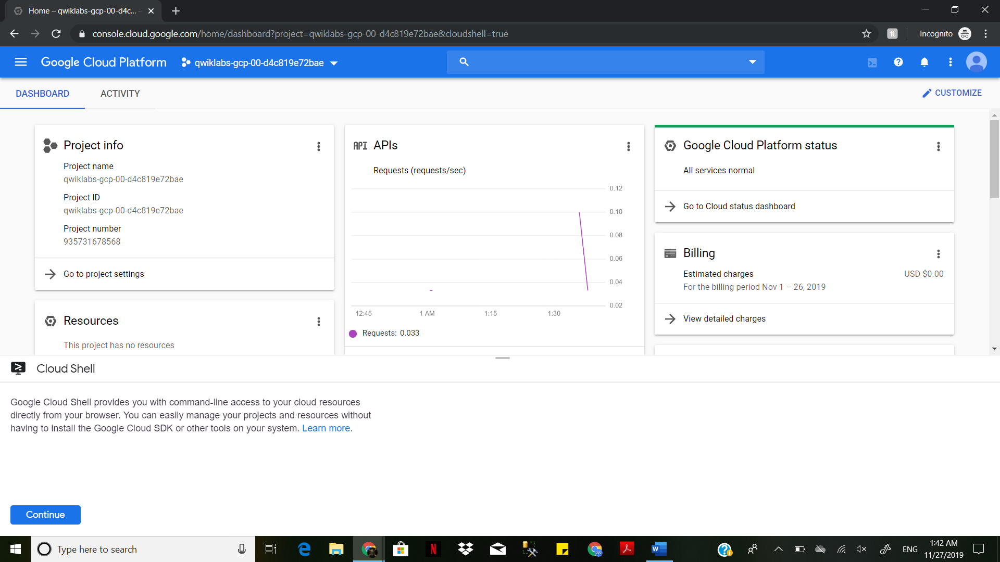 Home – qwiklabs-gcp-00-d4c...
console.cloud.google.com/home/dashboard?project=qwiklabs-gcp-00-d4c819e72bae&cloudshell=true
Incognito
Google Cloud Platform
qwiklabs-gcp-00-d4c819e72bae
DASHBOARD
ACTIVITY
CUSTOMIZE
Project info
Project name
qwiklabs-gcp-00-d4c819e72bae
Project ID
qwiklabs-gcp-00-d4c819e72bae
Project number
935731678568
Go to project settings
Resources
This project has no resources
API APIs
Requests (requests/sec)
0.12
0.10
0.08
0.06
0.04
0.02
12:45 1 AM 1:15 1:30
Requests: 0.033
Google Cloud Platform status
All services normal
Go to Cloud status dashboard
Billing
Estimated charges USD $0.00
For the billing period Nov 1 – 26, 2019
View detailed charges
Cloud Shell
Google Cloud Shell provides you with command-line access to your cloud resources
directly from your browser. You can easily manage your projects and resources without
having to install the Google Cloud SDK or other tools on your system. Learn more.
Continue
Type here to search
ENG
1:42 AM
11/27/2019